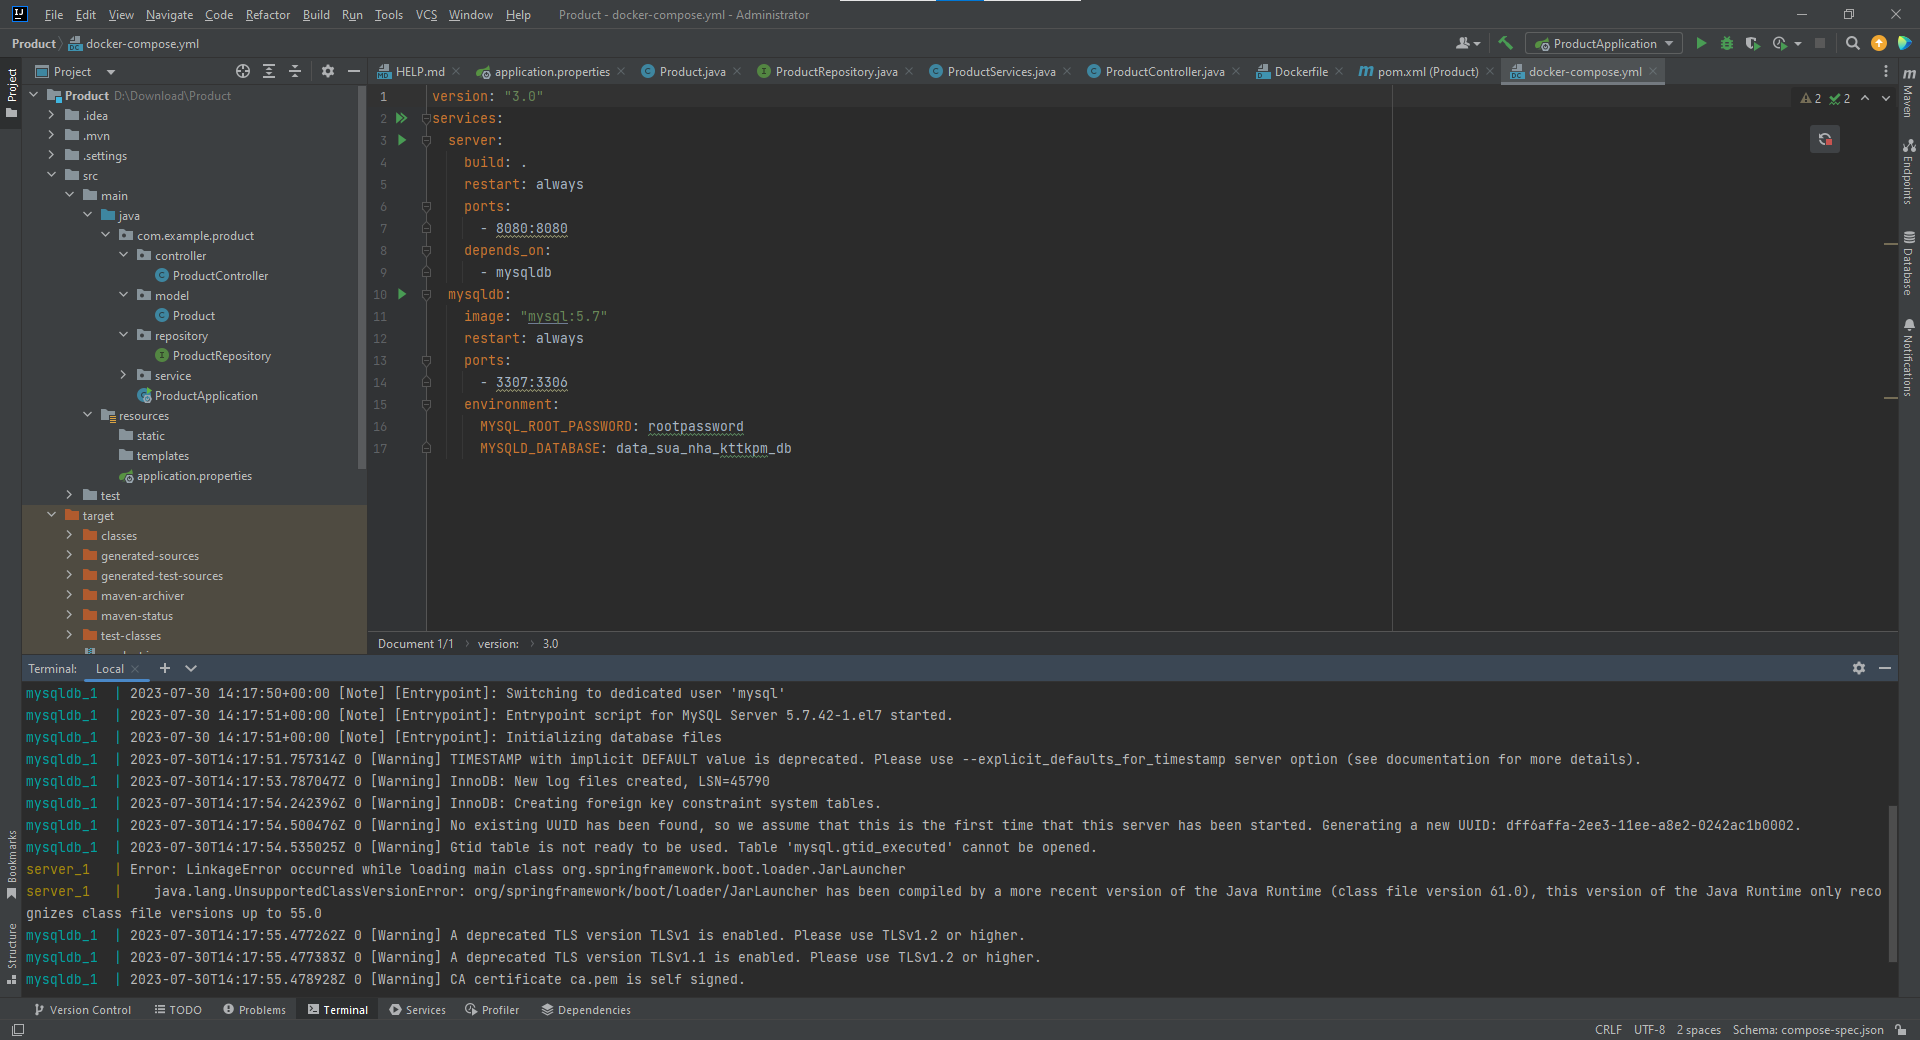 File Edit View Navigate Code Refactor Build Run Tools VCS Window Help Product - docker-compose.yml - Administrator
Product docker-compose.yml ProductApplication
Project
HELP.md application.properties Product.java ProductRepository.java ProductServices.java ProductController.java Dockerfile pom.xml (Product) docker-compose.yml
Product D:\Download\Product
.idea
.mvn
.settings
src
main
java
com.example.product
controller
ProductController
model
Product
repository
ProductRepository
service
ProductApplication
resources
static
templates
application.properties
test
target
classes
generated-sources
generated-test-sources
maven-archiver
maven-status
test-classes
1 version: "3.0"
2 services:
3 server:
4 build: .
5 restart: always
6 ports:
7 - 8080:8080
8 depends_on:
9 - mysqldb
10 mysqldb:
11 image: "mysql:5.7"
12 restart: always
13 ports:
14 - 3307:3306
15 environment:
16 MYSQL_ROOT_PASSWORD: rootpassword
17 MYSQLD_DATABASE: data_sua_nha_kttkpm_db
2 2
Document 1/1 version: 3.0
Project
Bookmarks
Structure
Maven
Endpoints
Database
Notifications
Terminal: Local
mysqldb_1 | 2023-07-30 14:17:50+00:00 [Note] [Entrypoint]: Switching to dedicated user 'mysql'
mysqldb_1 | 2023-07-30 14:17:51+00:00 [Note] [Entrypoint]: Entrypoint script for MySQL Server 5.7.42-1.el7 started.
mysqldb_1 | 2023-07-30 14:17:51+00:00 [Note] [Entrypoint]: Initializing database files
mysqldb_1 | 2023-07-30T14:17:51.757314Z 0 [Warning] TIMESTAMP with implicit DEFAULT value is deprecated. Please use --explicit_defaults_for_timestamp server option (see documentation for more details).
mysqldb_1 | 2023-07-30T14:17:53.787047Z 0 [Warning] InnoDB: New log files created, LSN=45790
mysqldb_1 | 2023-07-30T14:17:54.242396Z 0 [Warning] InnoDB: Creating foreign key constraint system tables.
mysqldb_1 | 2023-07-30T14:17:54.500476Z 0 [Warning] No existing UUID has been found, so we assume that this is the first time that this server has been started. Generating a new UUID: dff6affa-2ee3-11ee-a8e2-0242ac1b0002.
mysqldb_1 | 2023-07-30T14:17:54.535025Z 0 [Warning] Gtid table is not ready to be used. Table 'mysql.gtid_executed' cannot be opened.
server_1 | Error: LinkageError occurred while loading main class org.springframework.boot.loader.JarLauncher
server_1 | java.lang.UnsupportedClassVersionError: org/springframework/boot/loader/JarLauncher has been compiled by a more recent version of the Java Runtime (class file version 61.0), this version of the Java Runtime only reco
gnizes class file versions up to 55.0
mysqldb_1 | 2023-07-30T14:17:55.477262Z 0 [Warning] A deprecated TLS version TLSv1 is enabled. Please use TLSv1.2 or higher.
mysqldb_1 | 2023-07-30T14:17:55.477383Z 0 [Warning] A deprecated TLS version TLSv1.1 is enabled. Please use TLSv1.2 or higher.
mysqldb_1 | 2023-07-30T14:17:55.478928Z 0 [Warning] CA certificate ca.pem is self signed.
Version Control TODO Problems Terminal Services Profiler Dependencies
CRLF UTF-8 2 spaces Schema: compose-spec.json